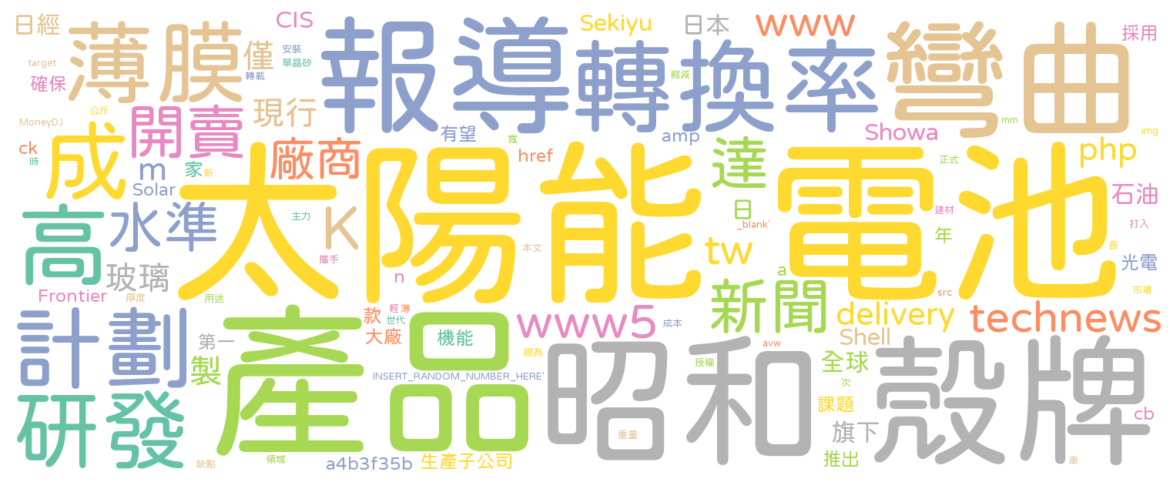 日經
薄膜
CIS
僅
安裝
單晶矽
轉載
報導
Sekiyu
日本
www
轉換率
彎曲
採用
target
確保
公斤
MoneyDJ
開賣
現行
有望
寬
amp
Showa
mm
img
ck
時
成
m
家
新
廠商
href
達
正式
php
Solar
太陽能
電池
石油
高
水準
主力
K
日
_blank'
建材
打入
年
tw
本文
長
玻璃
攜手
n
a
光電
Frontier
厚度
用途
src
市場
計劃
第一
製
產品
款
輕薄
世代
大廠
機能
www5
成本
新聞
delivery
technews
Shell
親為
avw
昭和
殼牌
INSERT_RANDOM_NUMBER_HERE'
授權
全球
次
研發
課題
cb
重量
旗下
缺點
領域
a4b3f35b
生產子公司
推出
車